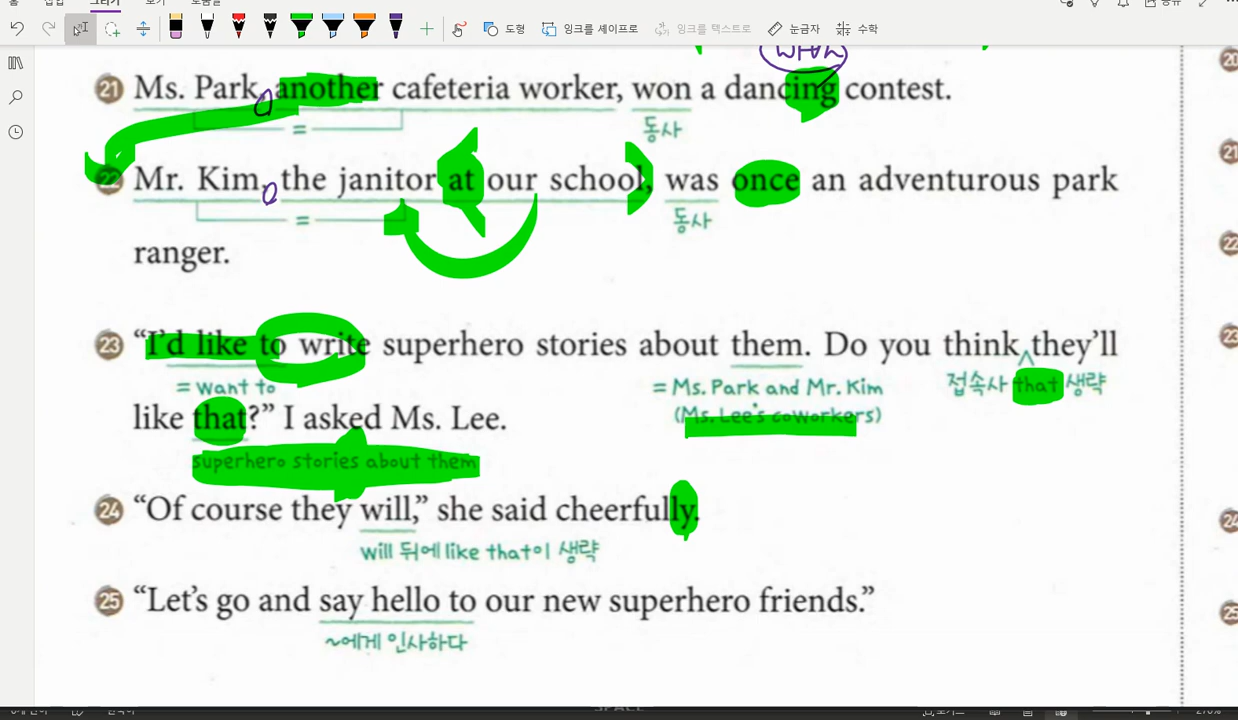 도형 잉크를 셰이프로 잉크를 텍스트로 눈금자 수학
21 Ms. Park, another cafeteria worker, won a dancing contest.
= 동사
22 Mr. Kim, the janitor at our school, was once an adventurous park
= 동사
ranger.
23 “I’d like to write superhero stories about them. Do you think they’ll
= want to = Ms. Park and Mr. Kim 접속사 that 생략
(Ms. Lee's coworkers)
like that?” I asked Ms. Lee.
superhero stories about them
24 “Of course they will,” she said cheerfully.
will 뒤에 like that이 생략
25 “Let’s go and say hello to our new superhero friends.”
~에게 인사하다